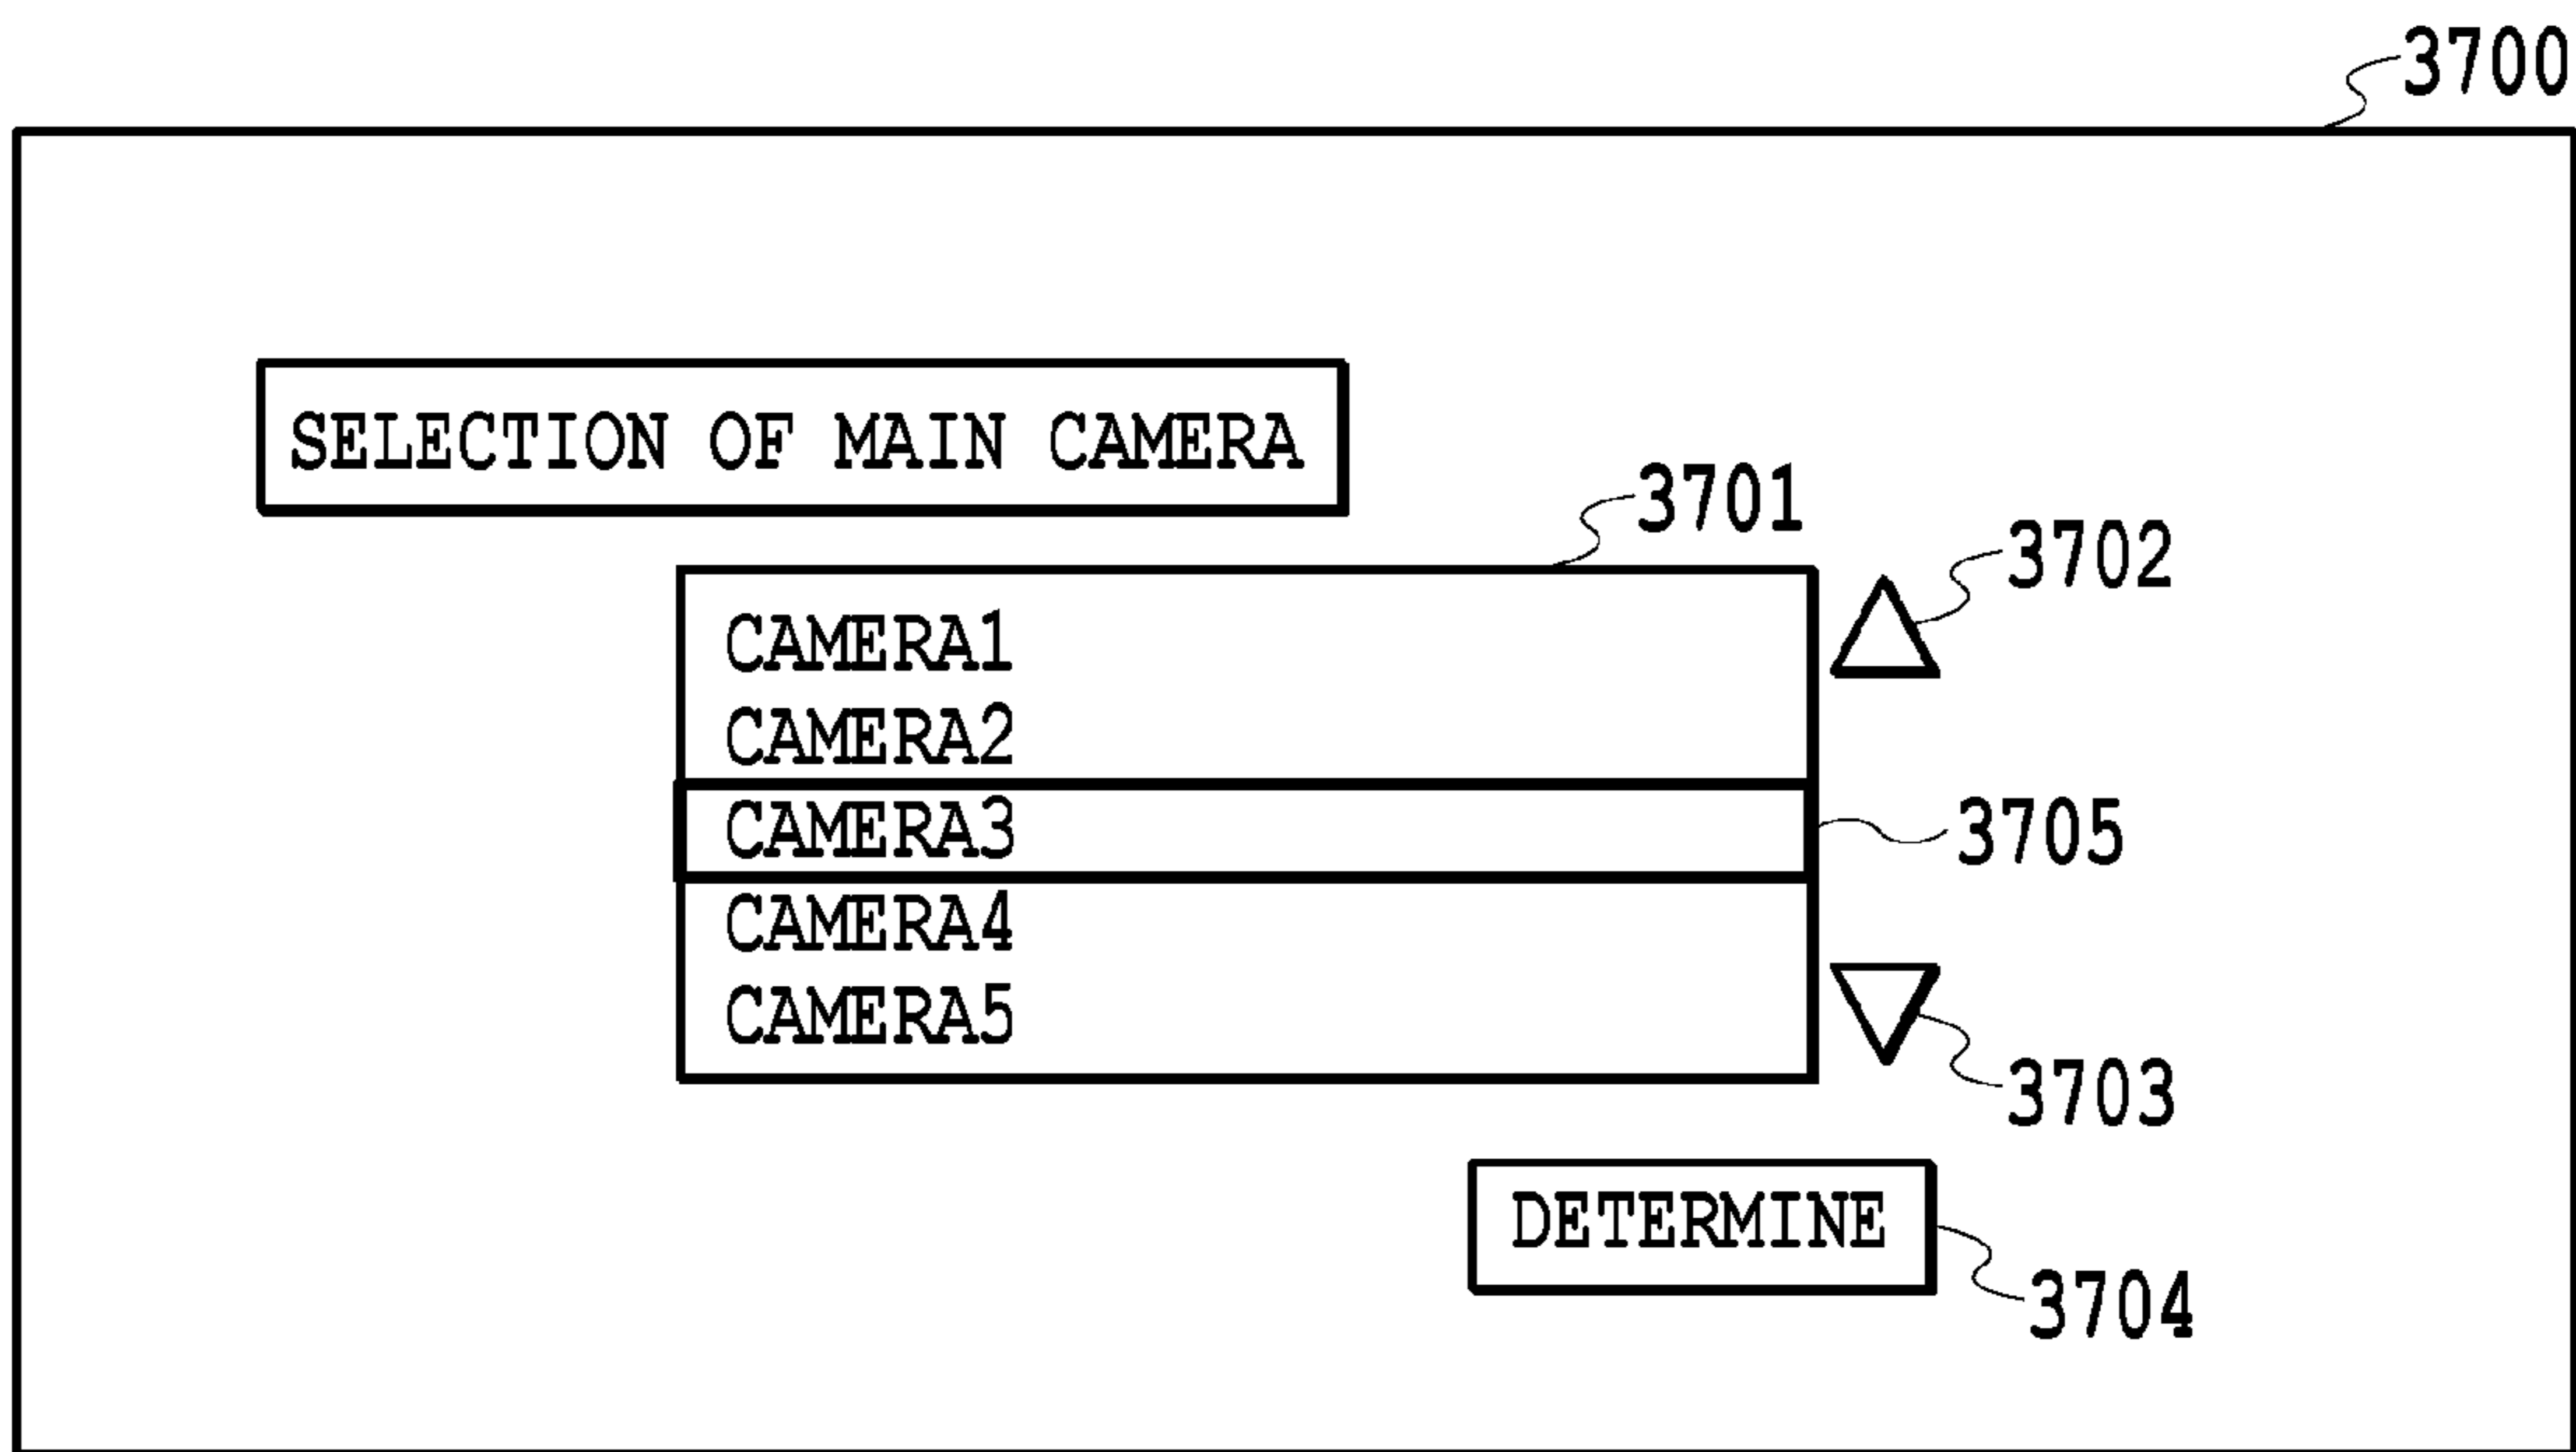 3700
SELECTION OF MAIN CAMERA
3701
3702
CAMERA1
CAMERA2
CAMERA3
3705
CAMERA4
CAMERA5
3703
DETERMINE
3704